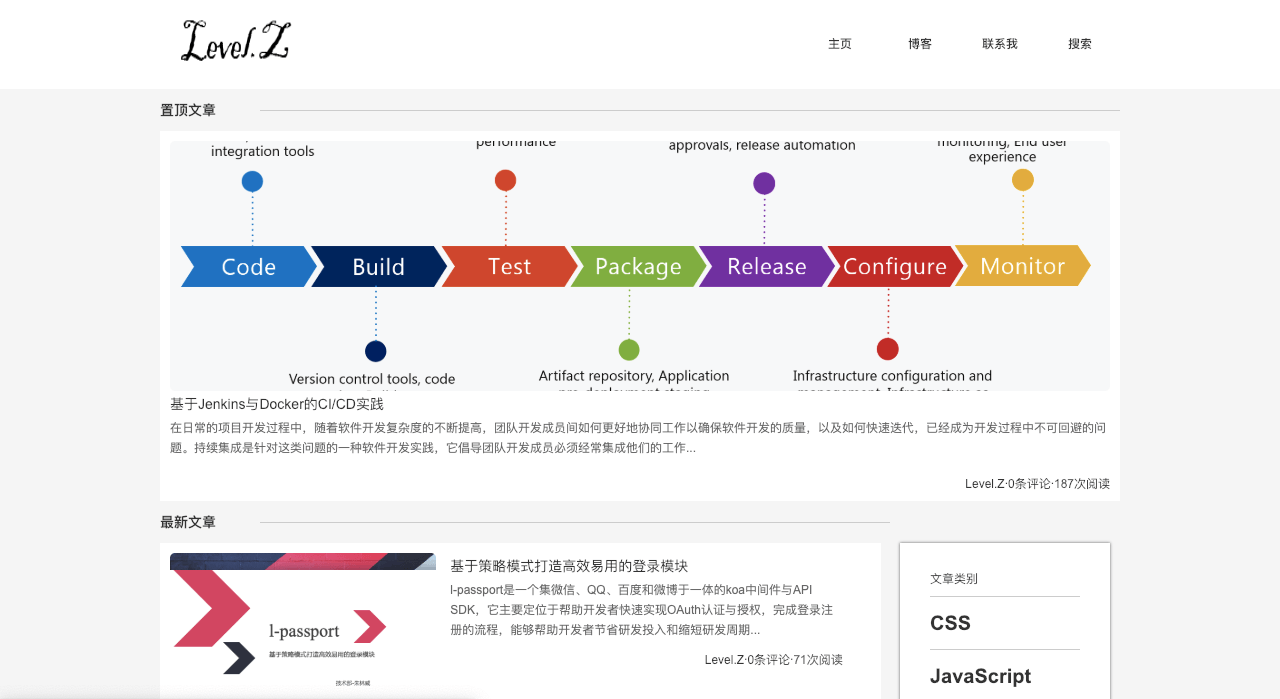 Level.Z
主页 博客 联系我 搜索
置顶文章
integration tools
performance
approvals, release automation
monitoring, End user
experience
Code Build Test Package Release Configure Monitor
Version control tools, code
Artifact repository, Application
pre-deployment staging
Infrastructure configuration and
management, Infrastructure as
基于Jenkins与Docker的CI/CD实践
在日常的项目开发过程中，随着软件开发复杂度的不断提高，团队开发成员间如何更好地协同工作以确保软件开发的质量，以及如何快速迭代，已经成为开发过程中不可回避的问
题。持续集成是针对这类问题的一种软件开发实践，它倡导团队开发成员必须经常集成他们的工作...
Level.Z·0条评论·187次阅读
最新文章
l-passport
基于策略模式打造高效易用的登录模块
技术部-朱林威
基于策略模式打造高效易用的登录模块
l-passport是一个集微信、QQ、百度和微博于一体的koa中间件与API
SDK，它主要定位于帮助开发者快速实现OAuth认证与授权，完成登录注
册的流程，能够帮助开发者节省研发投入和缩短研发周期...
Level.Z·0条评论·71次阅读
文章类别
CSS
JavaScript